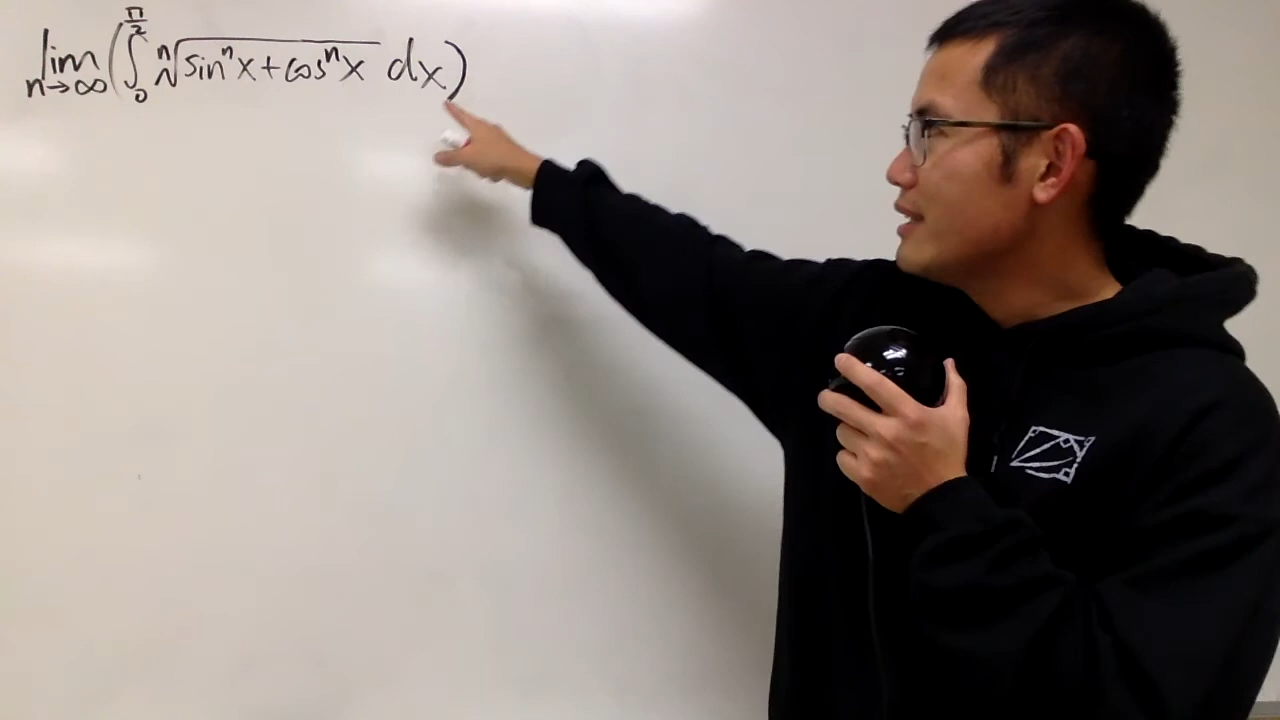 lim n→∞ (∫₀^(π/2) ⁿ√(sinⁿx+cosⁿx) dx)